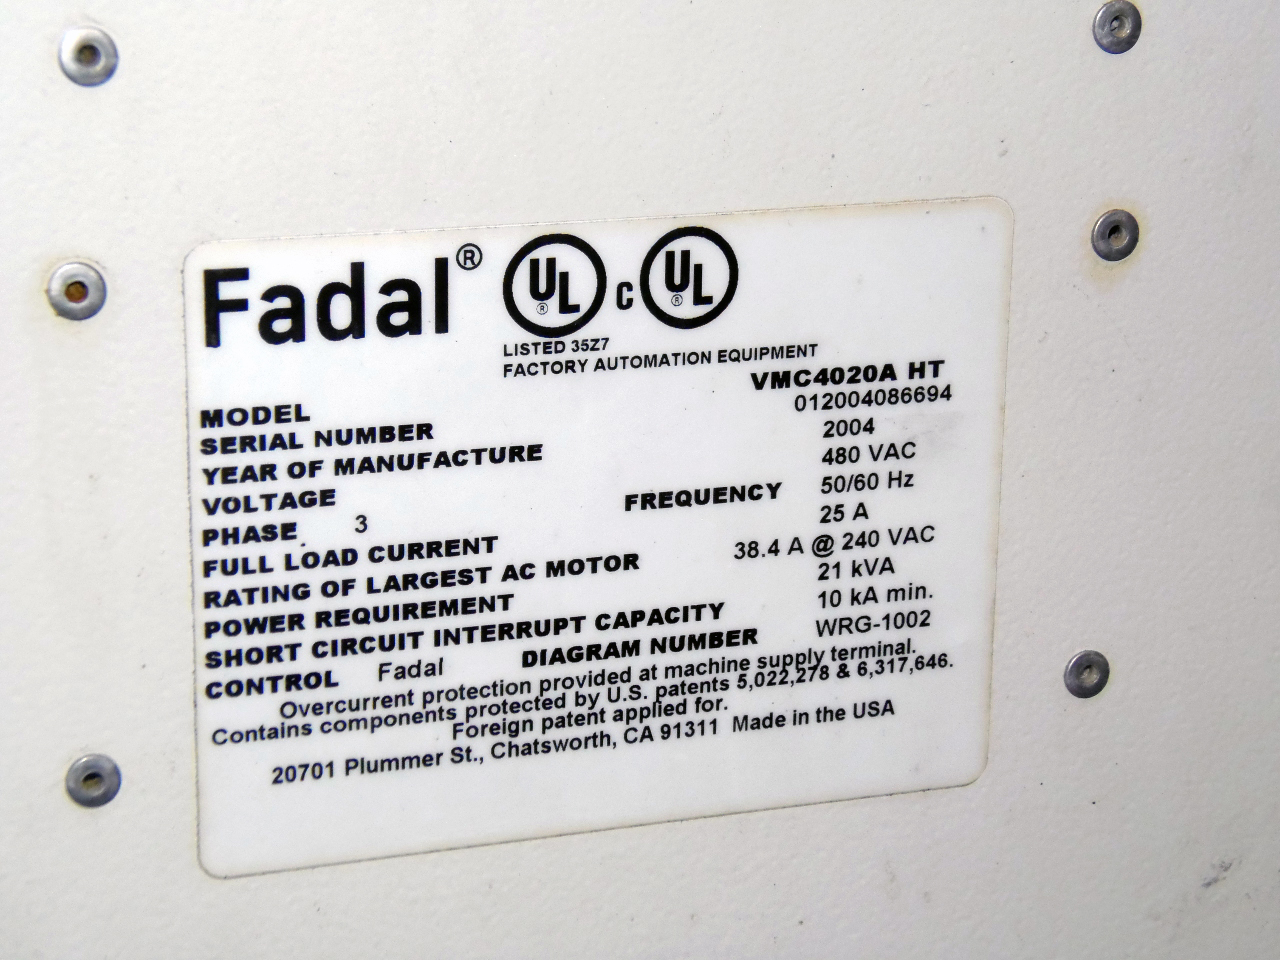 Fadal® UL® c UL®
LISTED 35Z7
FACTORY AUTOMATION EQUIPMENT
MODEL VMC4020A HT
SERIAL NUMBER 012004086694
YEAR OF MANUFACTURE 2004
VOLTAGE 480 VAC
PHASE 3 FREQUENCY 50/60 Hz
FULL LOAD CURRENT 25 A
RATING OF LARGEST AC MOTOR 38.4 A @ 240 VAC
POWER REQUIREMENT 21 kVA
SHORT CIRCUIT INTERRUPT CAPACITY 10 kA min.
CONTROL Fadal DIAGRAM NUMBER WRG-1002
Overcurrent protection provided at machine supply terminal.
Contains components protected by U.S. patents 5,022,278 & 6,317,646.
Foreign patent applied for.
20701 Plummer St., Chatsworth, CA 91311 Made in the USA